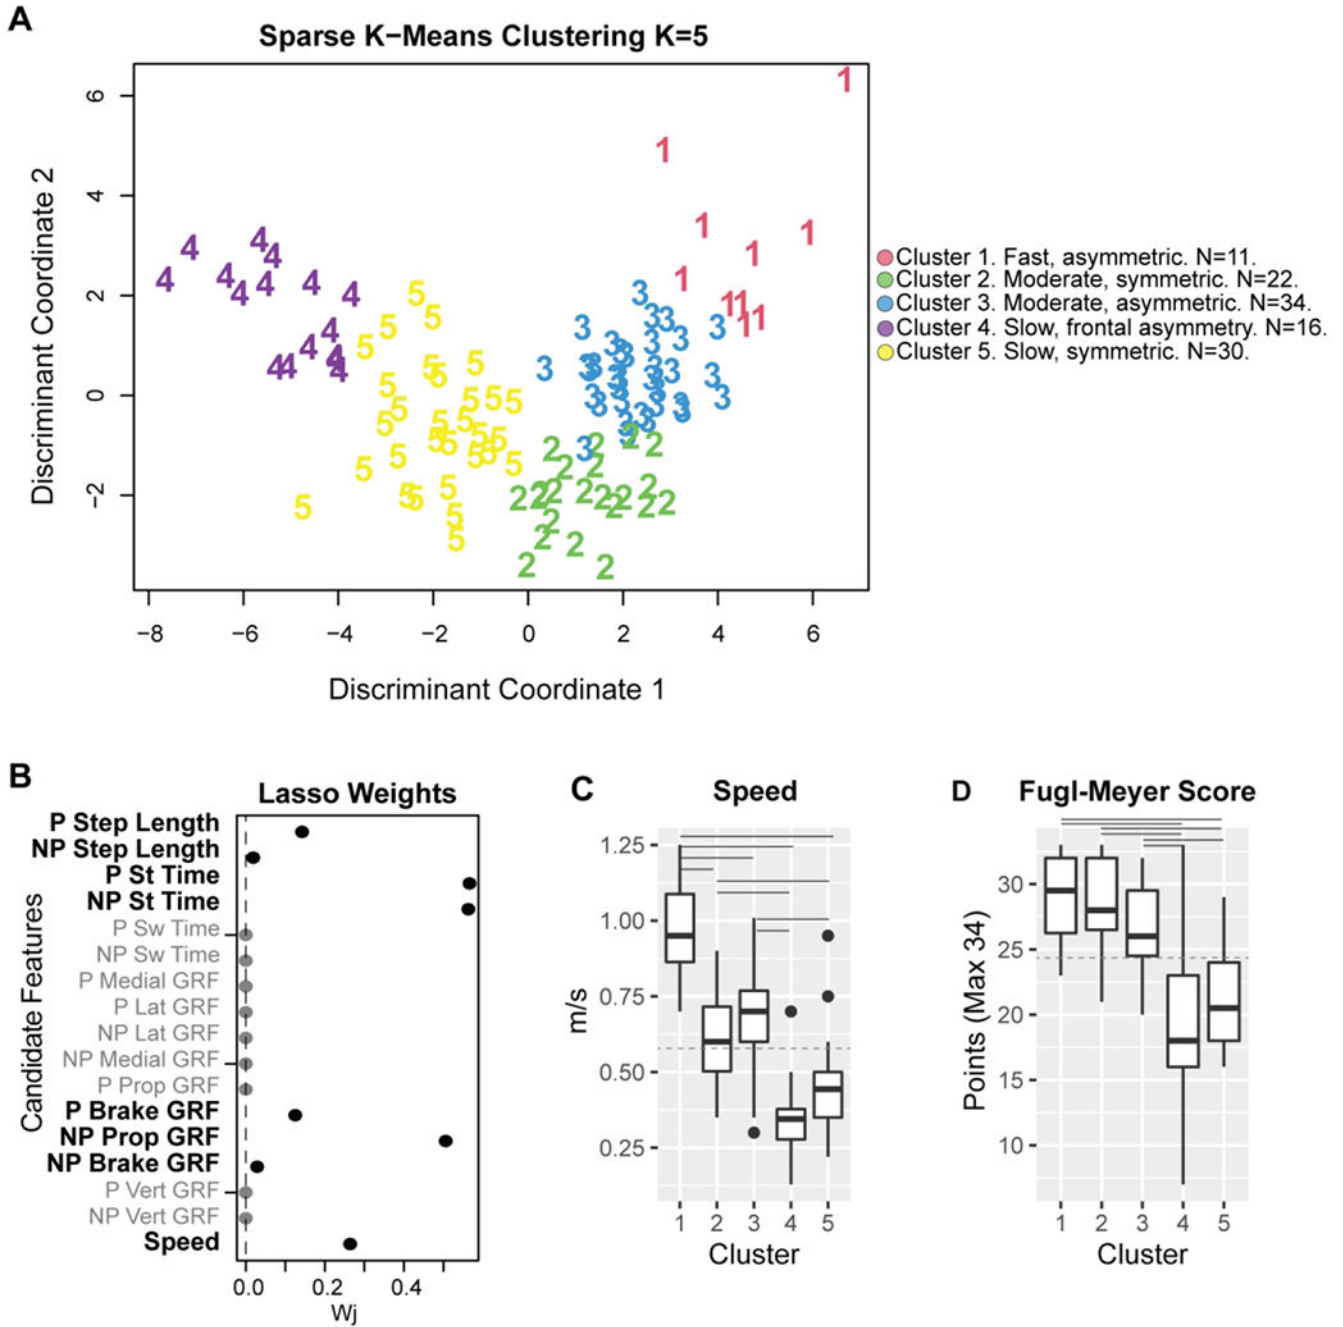 A
Sparse K−Means Clustering K=5
Discriminant Coordinate 2
6
4
2
0
−2
−8
−6
−4
−2
0
2
4
6
Discriminant Coordinate 1
Cluster 1. Fast, asymmetric. N=11.
Cluster 2. Moderate, symmetric. N=22.
Cluster 3. Moderate, asymmetric. N=34.
Cluster 4. Slow, frontal asymmetry. N=16.
Cluster 5. Slow, symmetric. N=30.
B
Lasso Weights
Candidate Features
P Step Length
NP Step Length
P St Time
NP St Time
P Sw Time
NP Sw Time
P Medial GRF
P Lat GRF
NP Lat GRF
NP Medial GRF
P Prop GRF
P Brake GRF
NP Prop GRF
NP Brake GRF
P Vert GRF
NP Vert GRF
Speed
0.0
0.2
0.4
Wj
C
Speed
m/s
1.25
1.00
0.75
0.50
0.25
1
2
3
4
5
Cluster
D
Fugl-Meyer Score
Points (Max 34)
30
25
20
15
10
1
2
3
4
5
Cluster